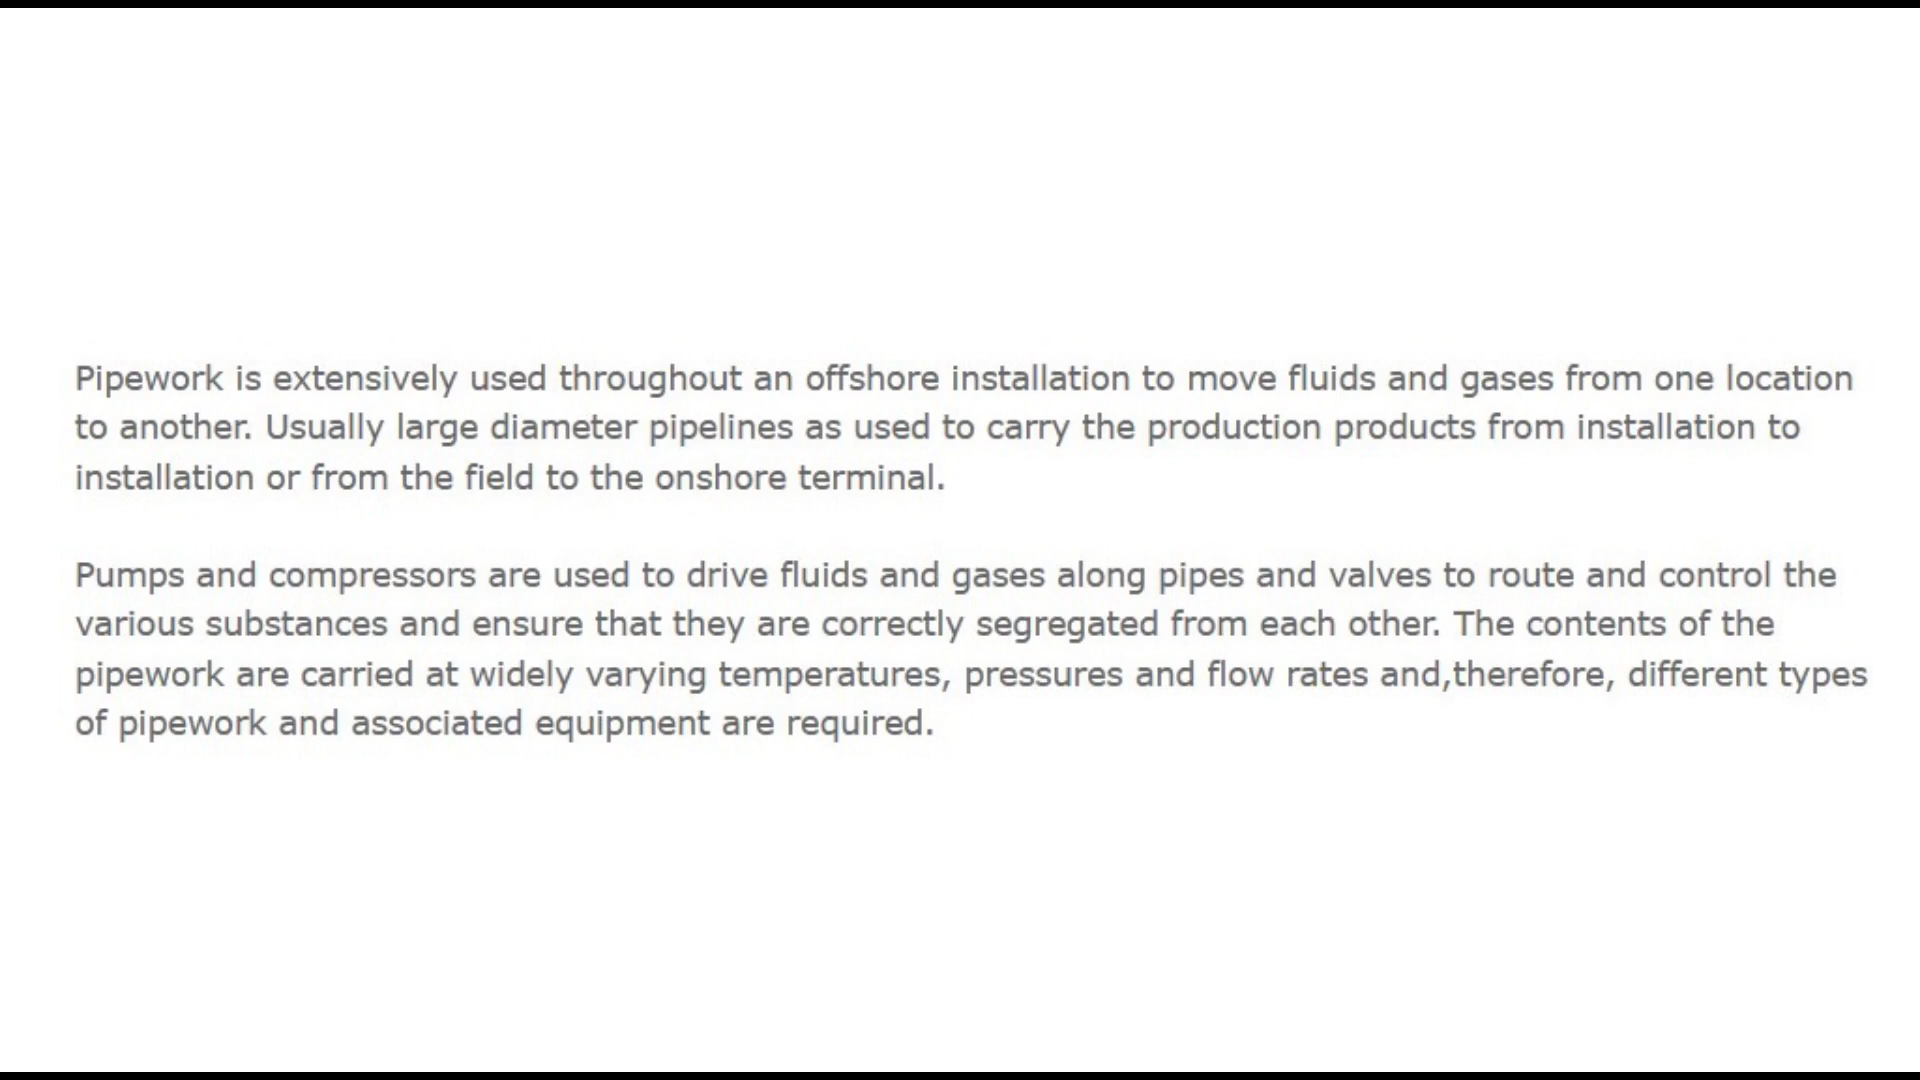 Pipework is extensively used throughout an offshore installation to move fluids and gases from one location
to another. Usually large diameter pipelines as used to carry the production products from installation to
installation or from the field to the onshore terminal.
Pumps and compressors are used to drive fluids and gases along pipes and valves to route and control the
various substances and ensure that they are correctly segregated from each other. The contents of the
pipework are carried at widely varying temperatures, pressures and flow rates and,therefore, different types
of pipework and associated equipment are required.